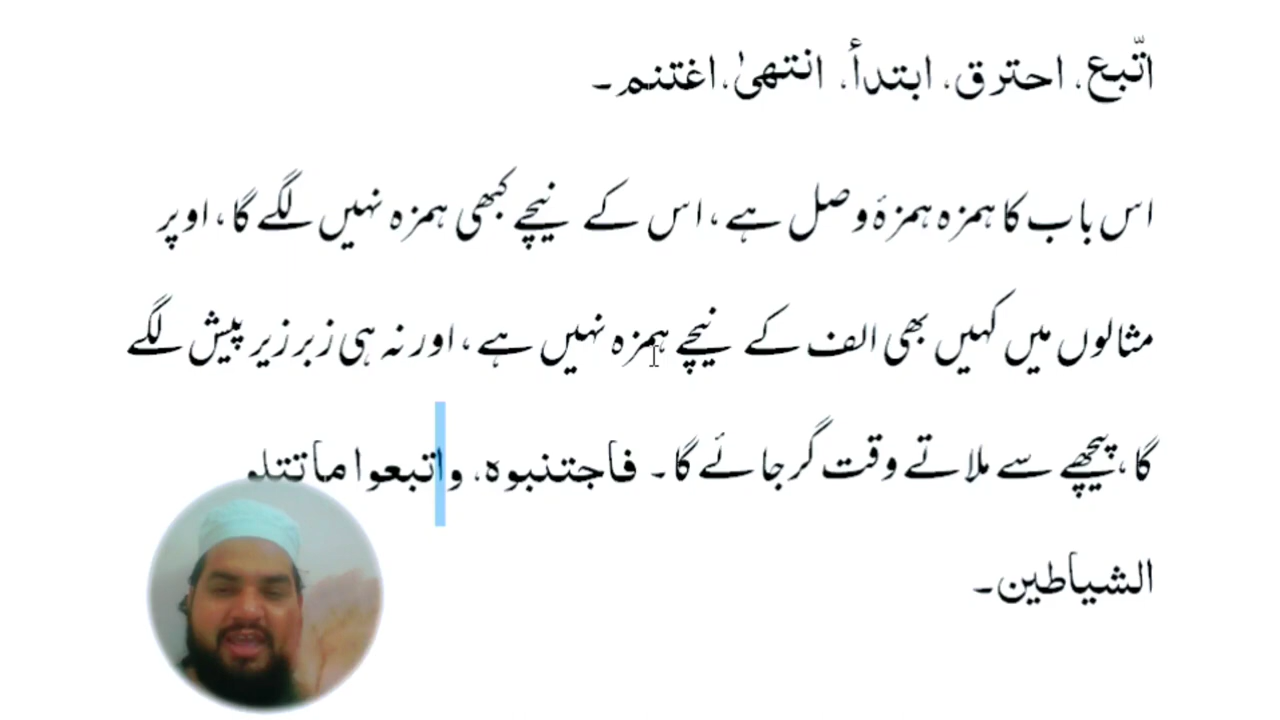 اتّبع، احترق، ابتدأ، انتھیٰ،اغتنم۔
اس باب کا ہمزہ ہمزۂ وصل ہے،اس کے نیچے کبھی ہمزہ نہیں لگے گا،اوپر
مثالوں میں کہیں بھی الف کے نیچے ہمزہ نہیں ہے،اور نہ ہی زبر زیر پیش لگے
گا،پیچھے سے ملاتے وقت گر جائے گا۔ فاجتنبوہ، واتبعوا ماتتلو
الشیاطین۔